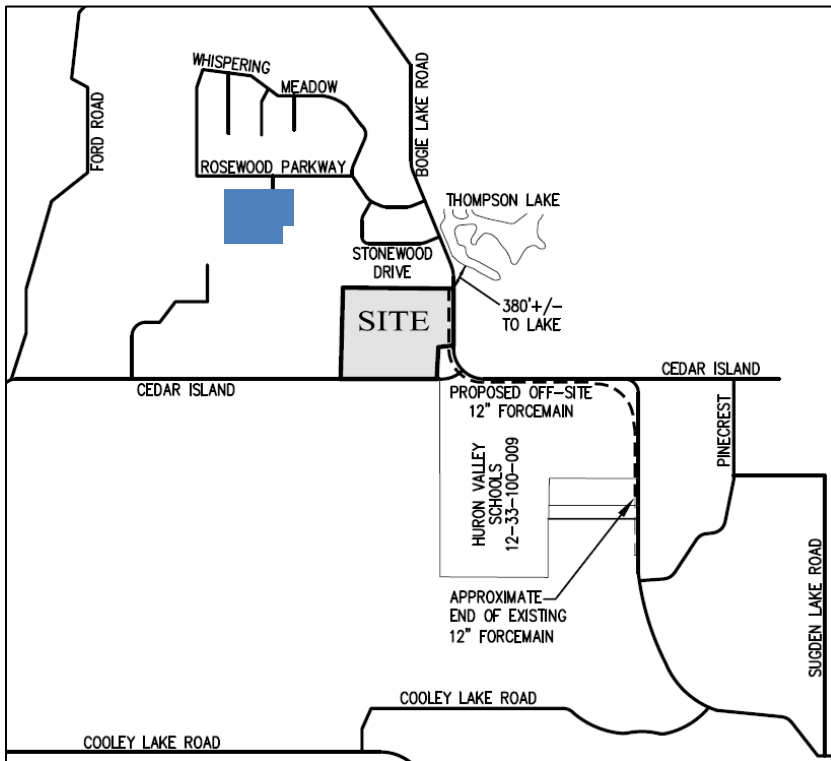 WHISPERING
MEADOW
FORD ROAD
BOGIE LAKE ROAD
ROSEWOOD PARKWAY
THOMPSON LAKE
STONEWOOD
DRIVE
380'+/-
TO LAKE
SITE
CEDAR ISLAND
CEDAR ISLAND
PROPOSED OFF-SITE
12" FORCEMAIN
PINECREST
HURON VALLEY
SCHOOLS
12-33-100-009
APPROXIMATE
END OF EXISTING
12" FORCEMAIN
SUGDEN LAKE ROAD
COOLEY LAKE ROAD
COOLEY LAKE ROAD